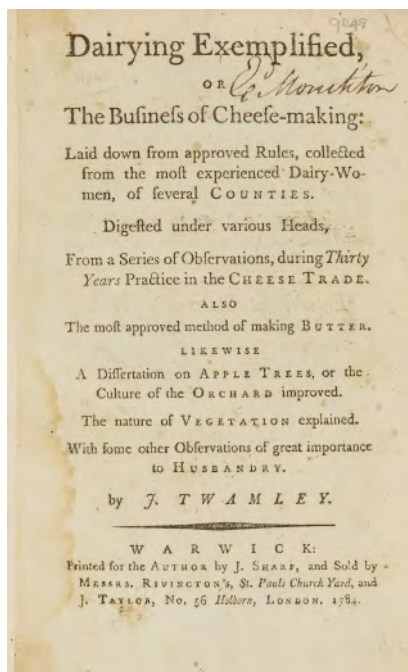 9048
Dairying Exemplified,
OR
The Buſineſs of Cheeſe-making:
Laid down from approved Rules, collected
from the moſt experienced Dairy-Wo-
men, of ſeveral COUNTIES.
Digeſted under various Heads,
From a Series of Obſervations, during Thirty
Years Practice in the CHEESE TRADE.
ALSO
The moſt approved method of making BUTTER.
LIKEWISE
A Diſſertation on APPLE TREES, or the
Culture of the ORCHARD improved.
The nature of VEGETATION explained.
With ſome other Obſervations of great importance
to HUSBANDRY.
by J. TWAMLEY.
WARWICK:
Printed for the AUTHOR by J. SHARP, and Sold by
MESSRS. RIVINGTON's, St. Pauls Church Yard, and
J. TAYLOR, No. 56 Holborn, LONDON. 1784.